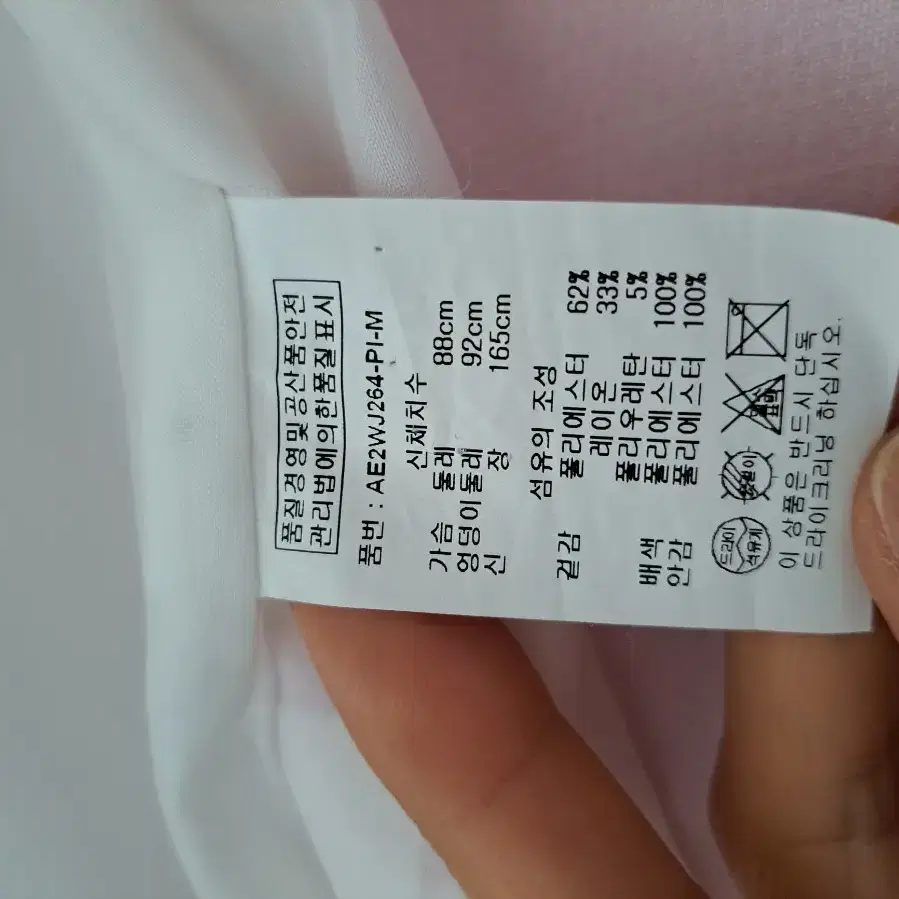 품질경영및공산품안전
관리법에의한품질표시
품번 : AE2WJ264-PI-M
신체치수
가슴 둘레 88cm
엉덩이둘레 92cm
신 장 165cm
섬유의 조성
겉감 폴리에스터 62%
레이온 33%
폴리우레탄 5%
배색 폴리에스터 100%
안감 폴리에스터 100%
드라이
석유계
이 상품은 반드시 단독
드라이크리닝 하십시오.